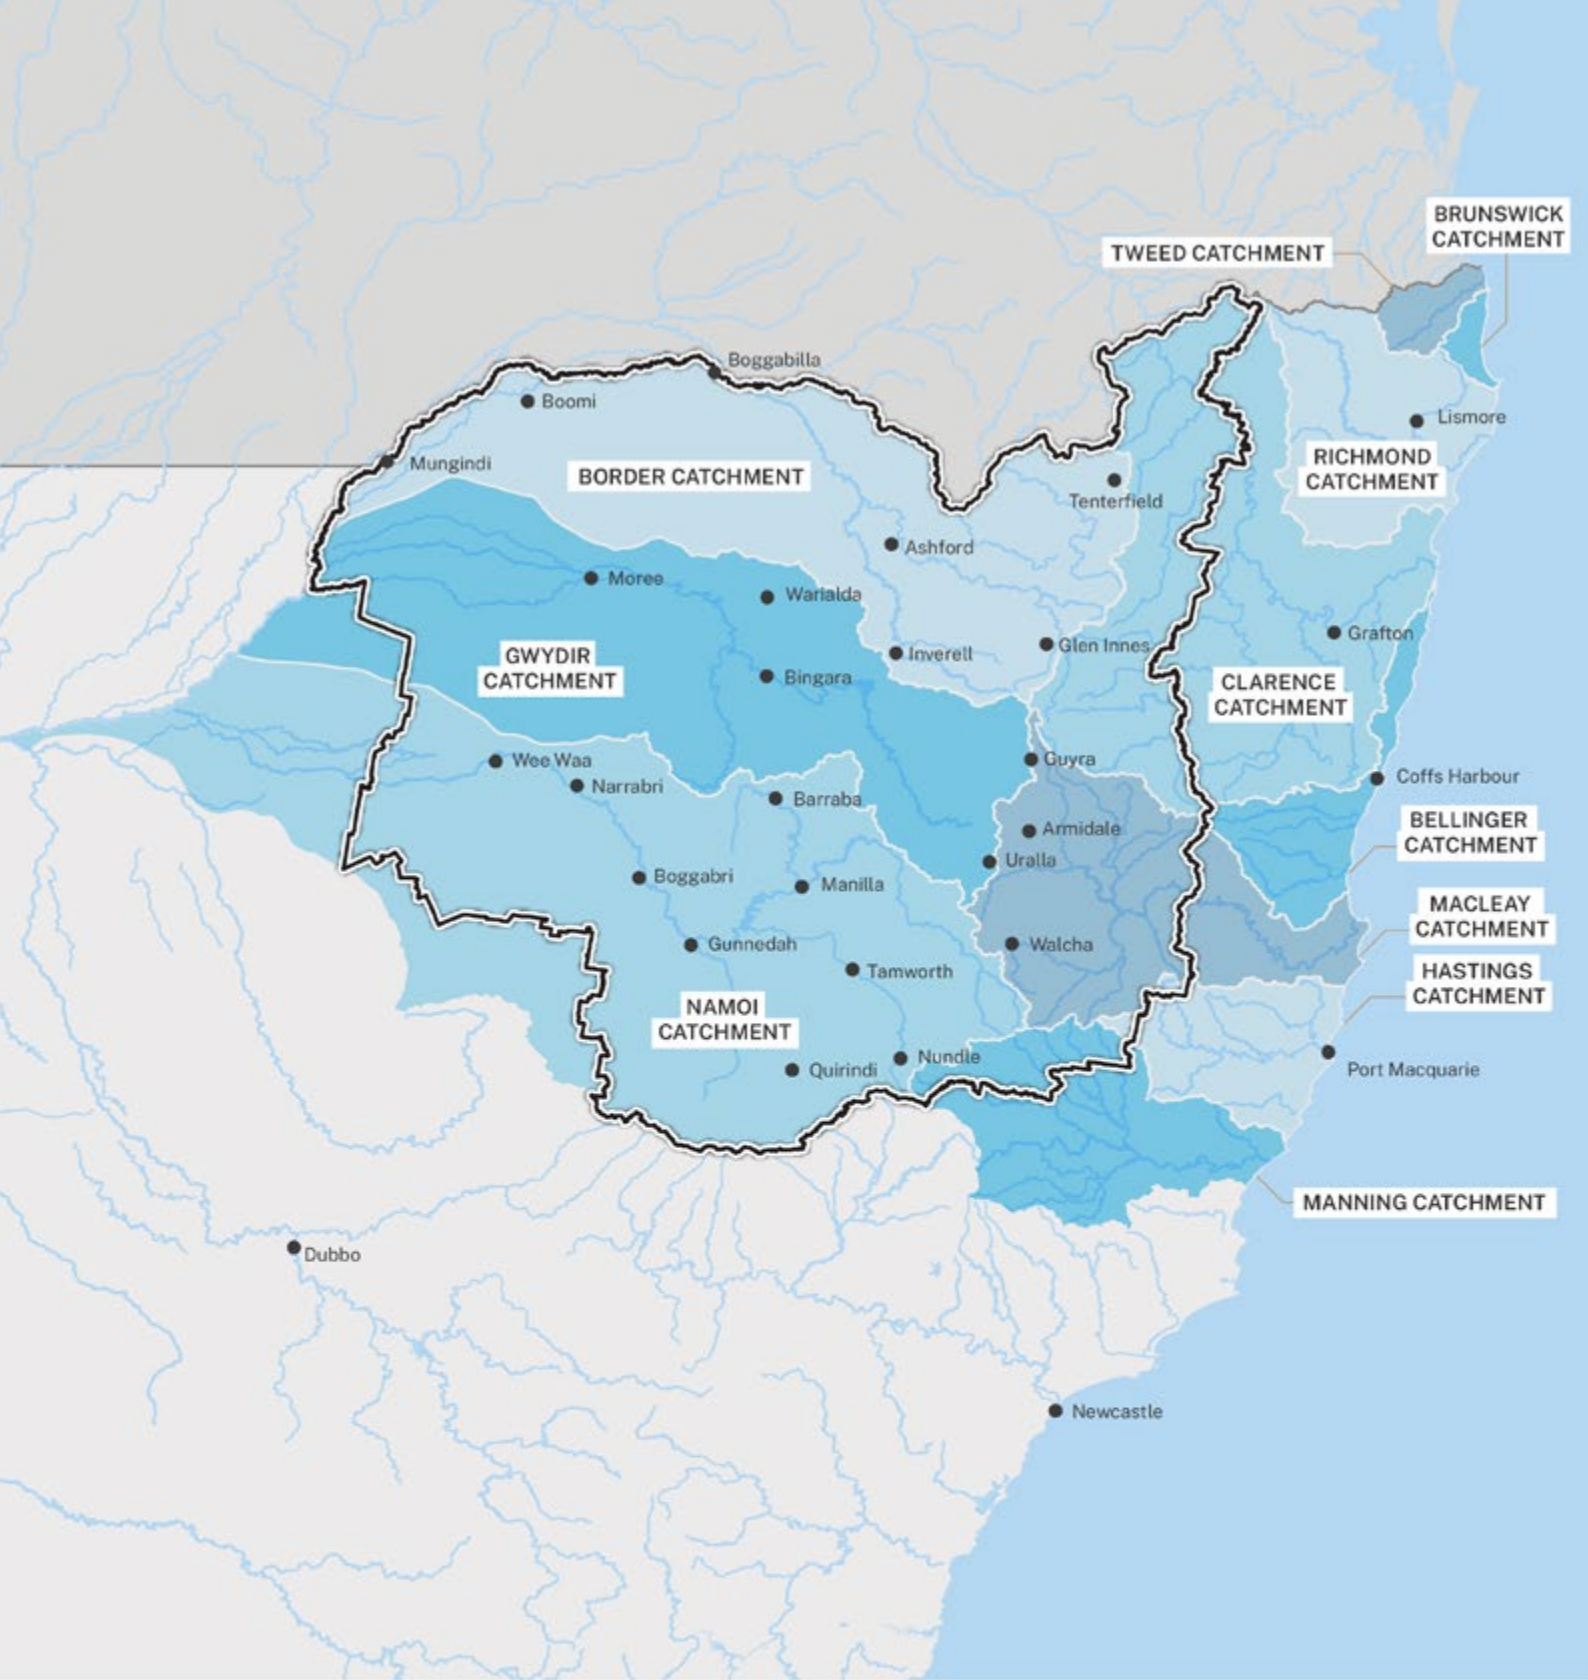 BRUNSWICK
CATCHMENT
TWEED CATCHMENT
Boggabilla
Boomi
Lismore
Mungindi
BORDER CATCHMENT
RICHMOND
CATCHMENT
Tenterfield
Ashford
Moree
Warialda
Grafton
Glen Innes
Inverell
GWYDIR
CATCHMENT
Bingara
CLARENCE
CATCHMENT
Wee Waa
Guyra
Narrabri
Coffs Harbour
Barraba
Armidale
BELLINGER
CATCHMENT
Uralla
Boggabri
Manilla
MACLEAY
CATCHMENT
Gunnedah
Walcha
Tamworth
HASTINGS
CATCHMENT
NAMOI
CATCHMENT
Nundle
Quirindi
Port Macquarie
MANNING CATCHMENT
Dubbo
Newcastle